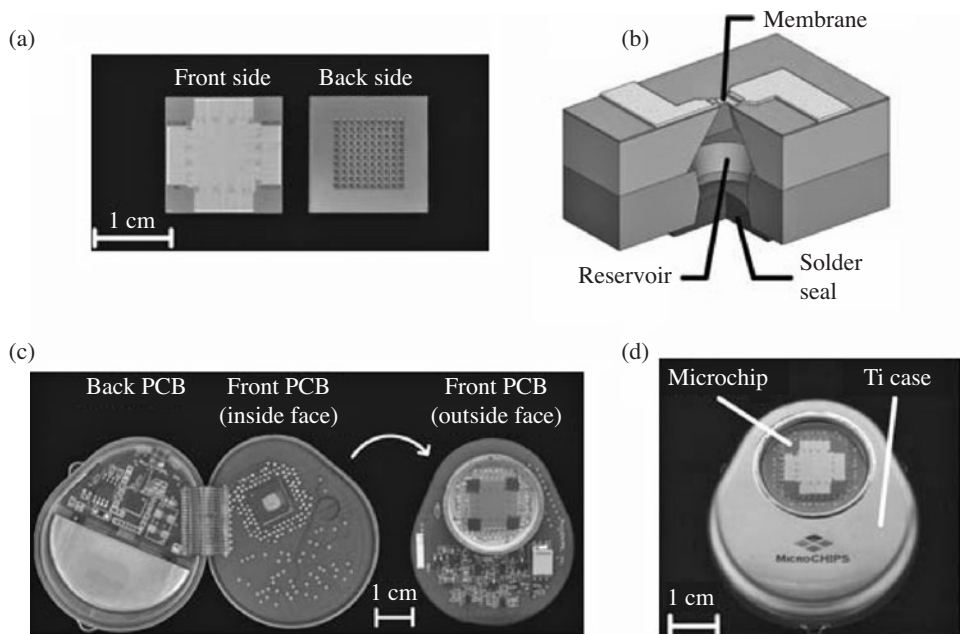 (a)
Front side
Back side
1 cm
(b)
Membrane
Reservoir
Solder
seal
(c)
Back PCB
Front PCB
(inside face)
Front PCB
(outside face)
1 cm
(d)
Microchip
Ti case
MicroCHIPS
1 cm